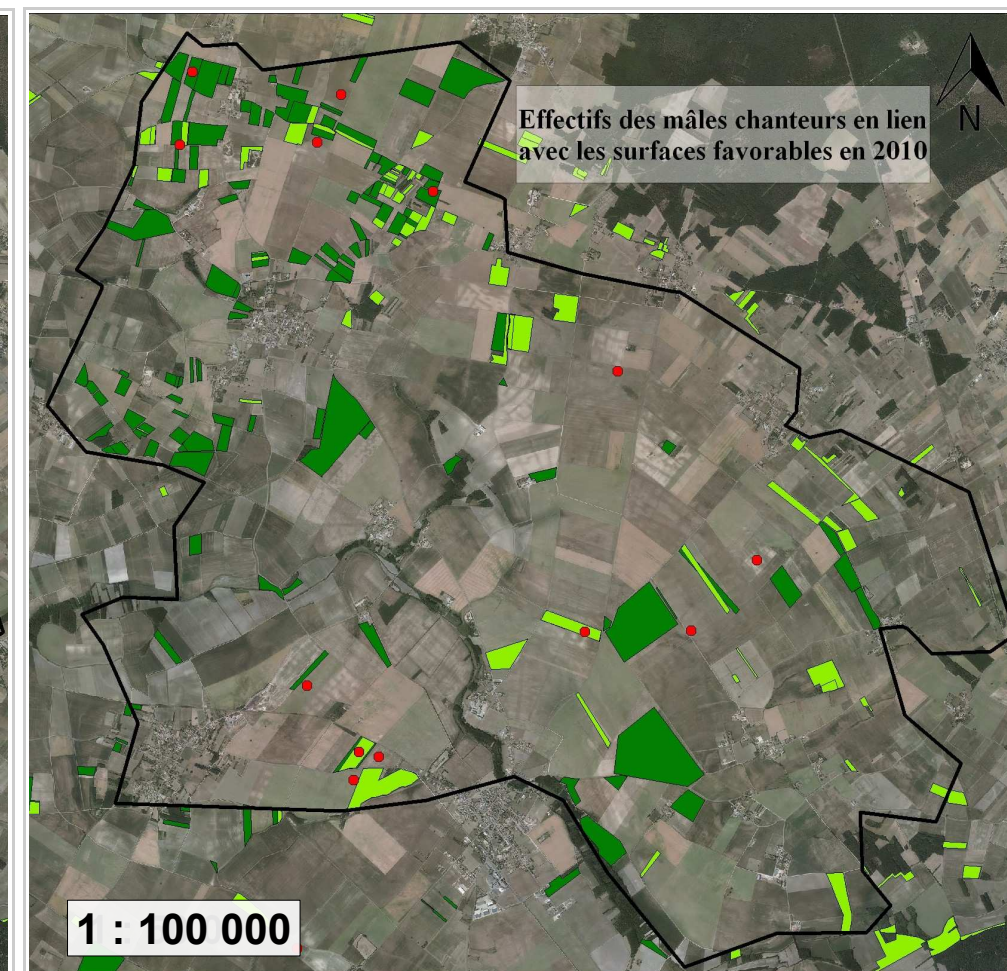 Effectifs des mâles chanteurs en lien
avec les surfaces favorables en 2010
N
1 : 100 000